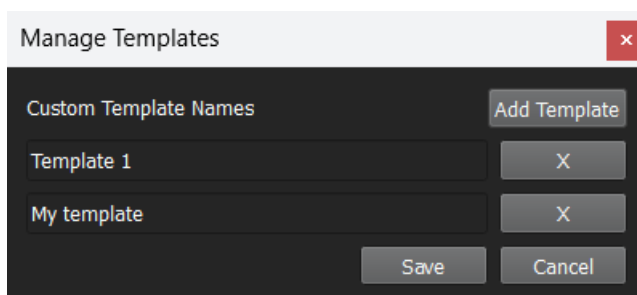 Manage Templates
x
Custom Template Names Add Template
Template 1 X
My template X
Save Cancel